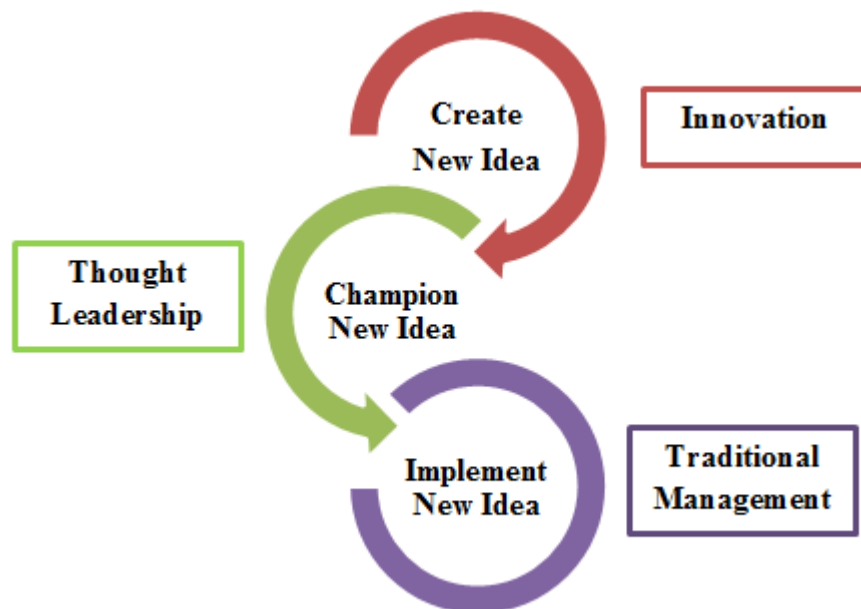 Create
New Idea
Innovation
Thought
Leadership
Champion
New Idea
Implement
New Idea
Traditional
Management